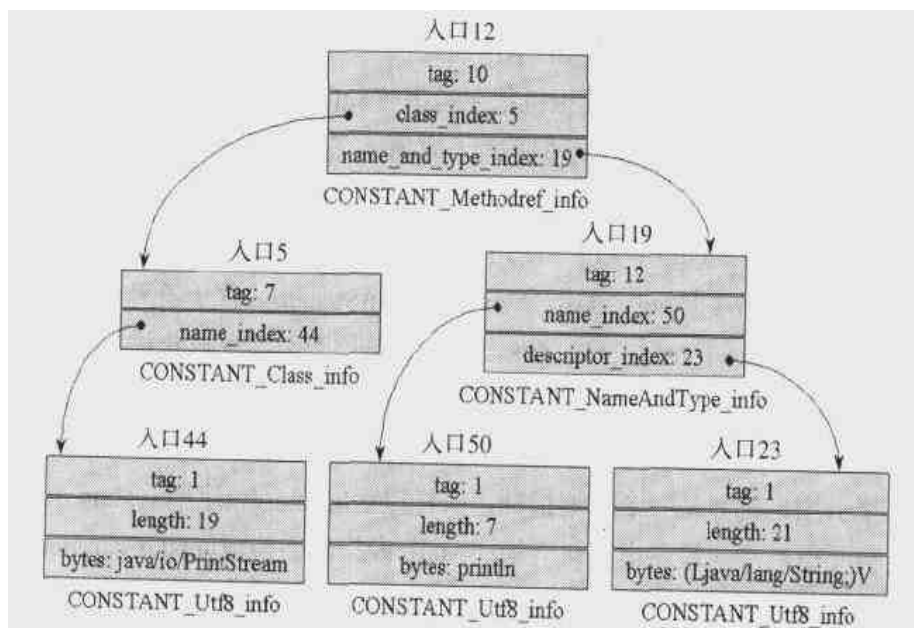 入口12
tag: 10
class_index: 5
name_and_type_index: 19
CONSTANT_Methodref_info
入口5
tag: 7
name_index: 44
CONSTANT_Class_info
入口19
tag: 12
name_index: 50
descriptor_index: 23
CONSTANT_NameAndType_info
入口44
tag: 1
length: 19
bytes: java/io/PrintStream
CONSTANT_Utf8_info
入口50
tag: 1
length: 7
bytes: println
CONSTANT_Utf8_info
入口23
tag: 1
length: 21
bytes: (Ljava/lang/String;)V
CONSTANT_Utf8_info